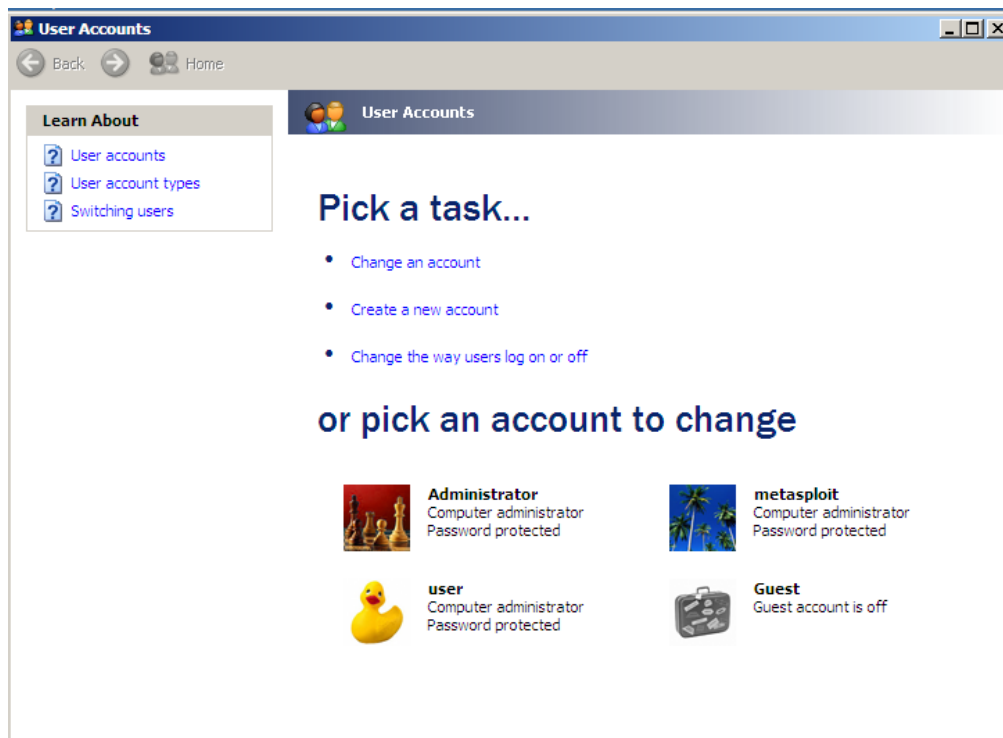 User Accounts
Back
Home
Learn About
User accounts
User account types
Switching users
User Accounts
Pick a task...
Change an account
Create a new account
Change the way users log on or off
or pick an account to change
Administrator
Computer administrator
Password protected
metasploit
Computer administrator
Password protected
user
Computer administrator
Password protected
Guest
Guest account is off